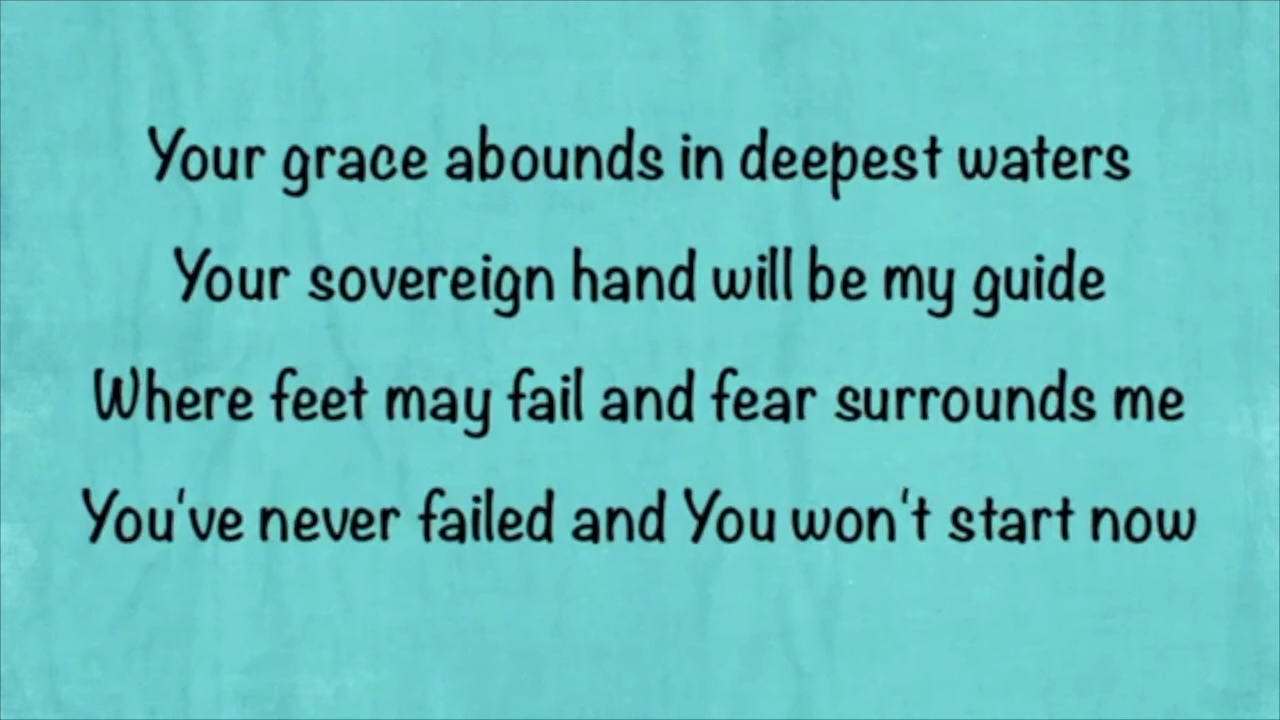 Your grace abounds in deepest waters
Your sovereign hand will be my guide
Where feet may fail and fear surrounds me
You've never failed and You won't start now